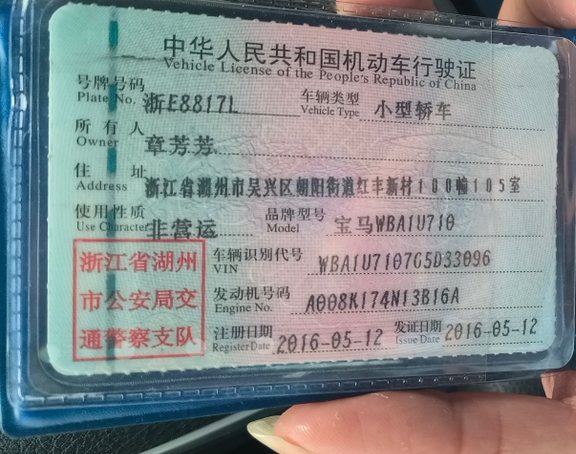 中华人民共和国机动车行驶证
Vehicle License of the People's Republic of China
号牌号码 Plate No. 浙E8817L 车辆类型 Vehicle Type 小型轿车
所有人 Owner 章芳芳
住址 Address 浙江省湖州市吴兴区朝阳街道红丰新村100幢105室
使用性质 Use Character 非营运 品牌型号 Model 宝马WBA1U710
浙江省湖州市公安局交通警察支队
车辆识别代号 VIN WBA1U7107G5D33096
发动机号码 Engine No. A008K174N13B16A
注册日期 Register Date 2016-05-12 发证日期 Issue Date 2016-05-12